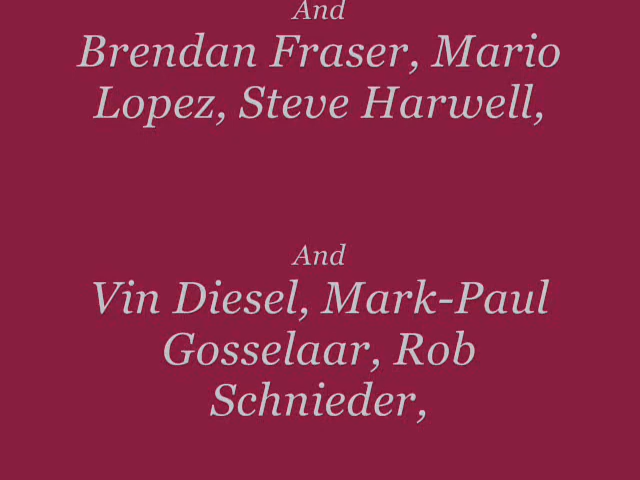 And
Brendan Fraser, Mario
Lopez, Steve Harwell,
And
Vin Diesel, Mark-Paul
Gosselaar, Rob
Schnieder,